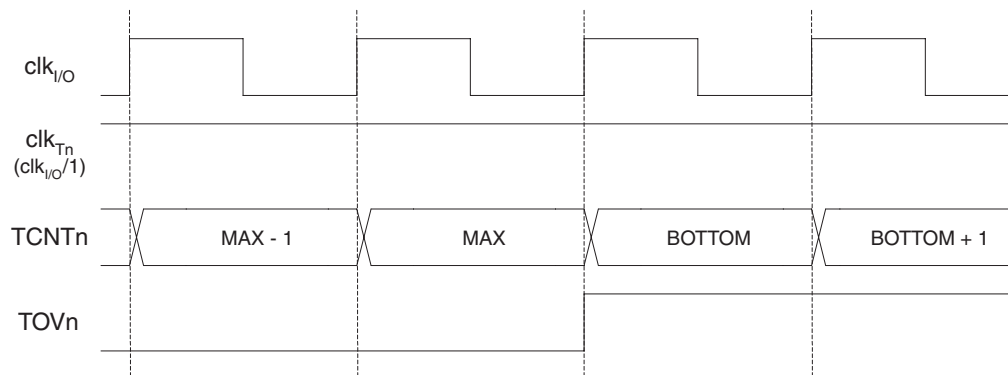 clkI/O
clkTn
(clkI/O/1)
TCNTn
MAX - 1
MAX
BOTTOM
BOTTOM + 1
TOVn